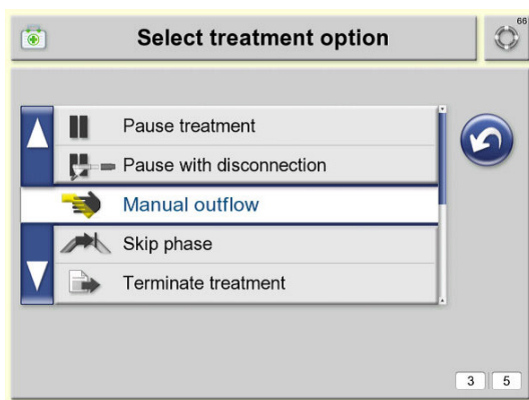 Select treatment option
66
Pause treatment
Pause with disconnection
Manual outflow
Skip phase
Terminate treatment
3 5